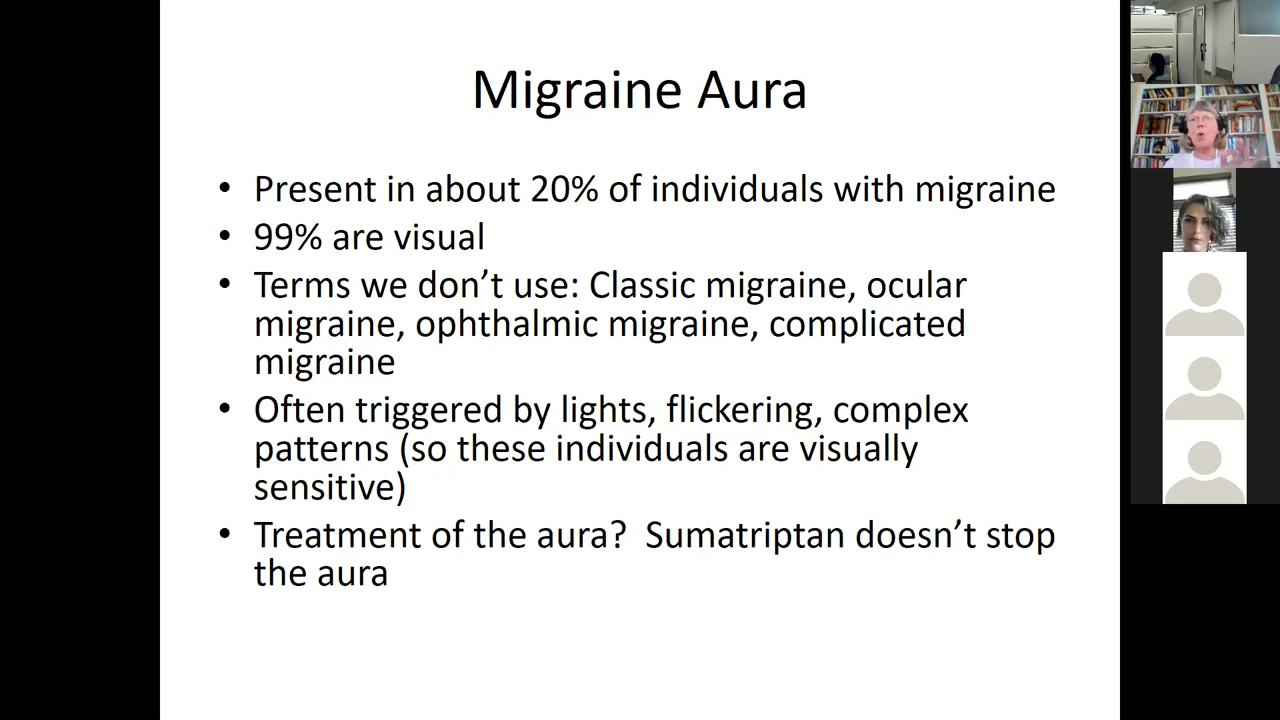 Migraine Aura
• Present in about 20% of individuals with migraine
• 99% are visual
• Terms we don’t use: Classic migraine, ocular
migraine, ophthalmic migraine, complicated
migraine
• Often triggered by lights, flickering, complex
patterns (so these individuals are visually
sensitive)
• Treatment of the aura?  Sumatriptan doesn’t stop
the aura